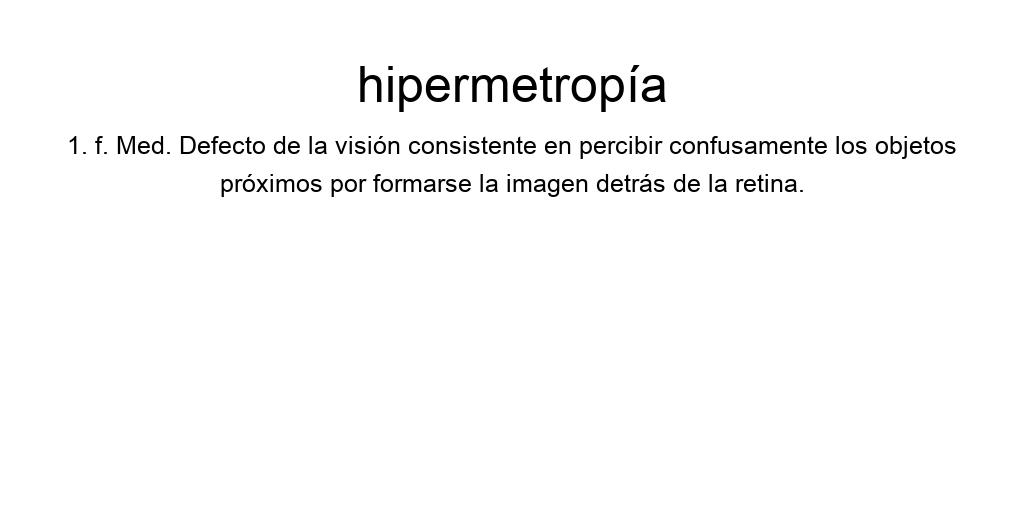 hipermetropía
1. f. Med. Defecto de la visión consistente en percibir confusamente los objetos
próximos por formarse la imagen detrás de la retina.